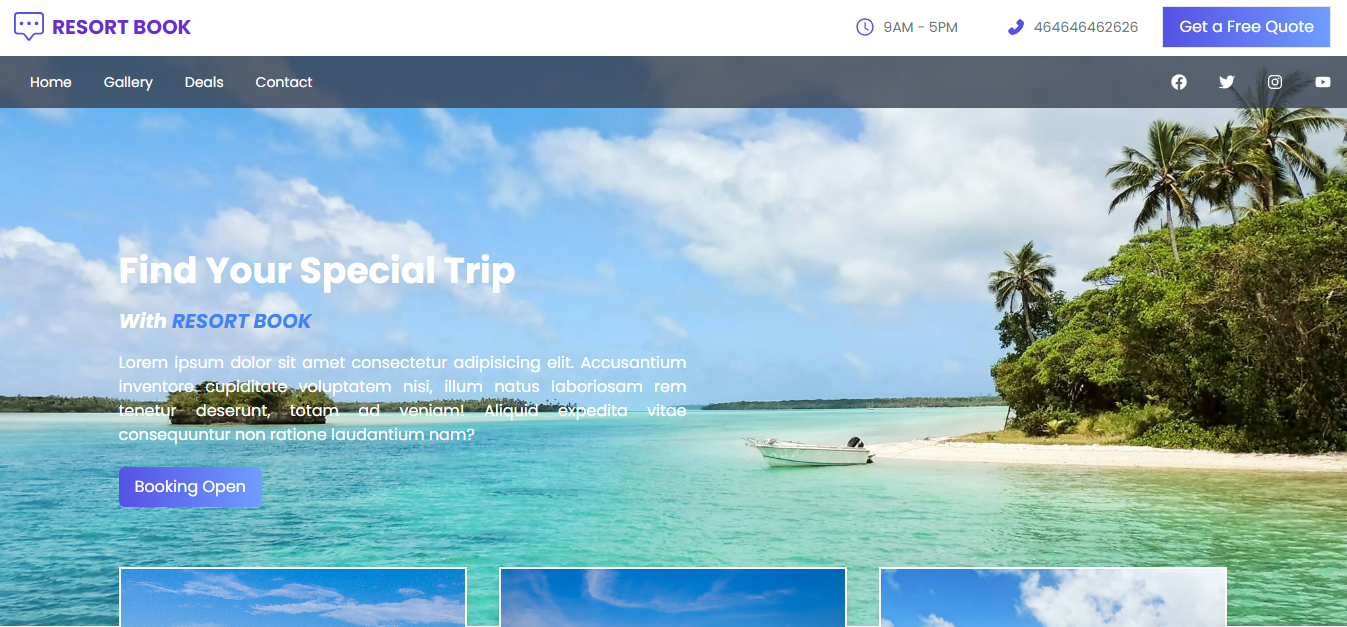 RESORT BOOK
9AM - 5PM
464646462626
Get a Free Quote
Home
Gallery
Deals
Contact
Find Your Special Trip
With RESORT BOOK
Lorem ipsum dolor sit amet consectetur adipisicing elit. Accusantium
inventore cupiditate voluptatem nisi, illum natus laboriosam rem
tenetur deserunt, totam ad veniam! Aliquid expedita vitae
consequuntur non ratione laudantium nam?
Booking Open